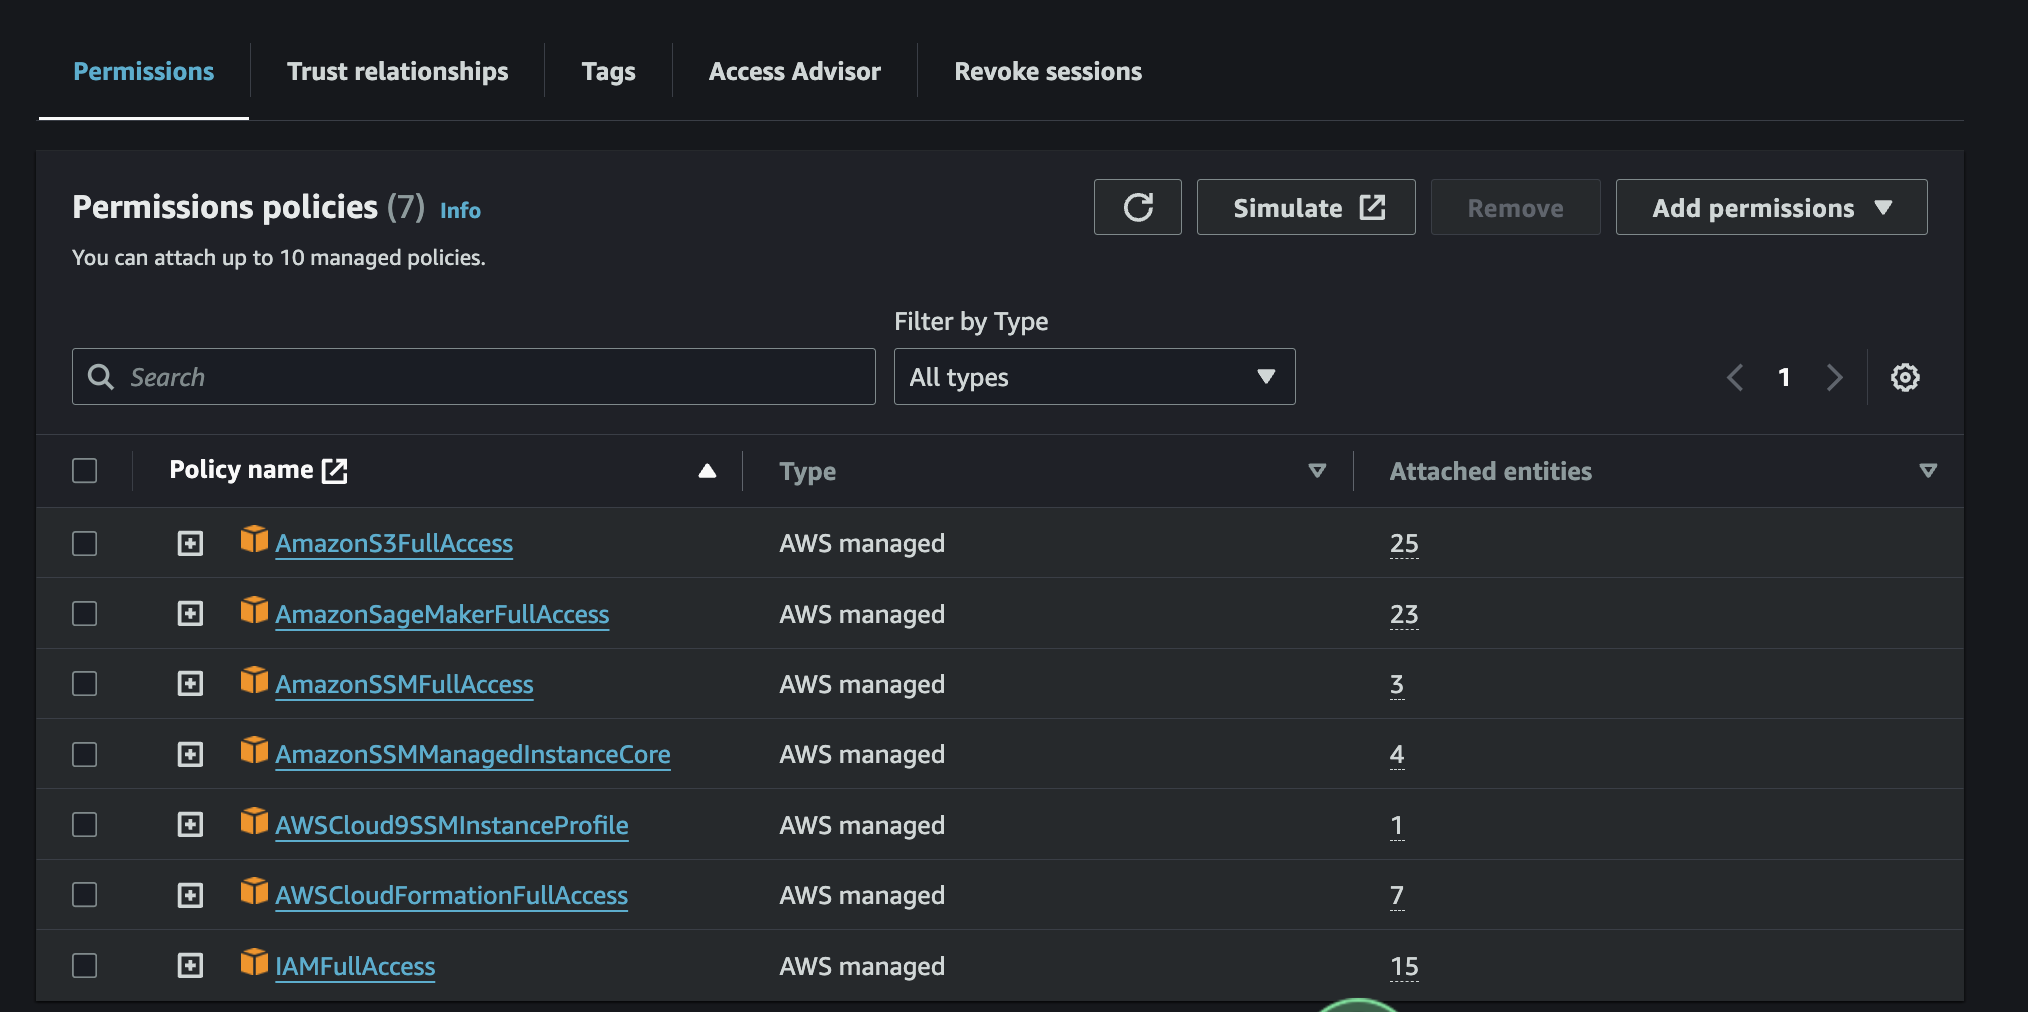 Permissions Trust relationships Tags Access Advisor Revoke sessions
Permissions policies (7) Info Simulate Remove Add permissions
You can attach up to 10 managed policies.
Filter by Type
Search All types 1
Policy name Type Attached entities
AmazonS3FullAccess AWS managed 25
AmazonSageMakerFullAccess AWS managed 23
AmazonSSMFullAccess AWS managed 3
AmazonSSMManagedInstanceCore AWS managed 4
AWSCloud9SSMInstanceProfile AWS managed 1
AWSCloudFormationFullAccess AWS managed 7
IAMFullAccess AWS managed 15